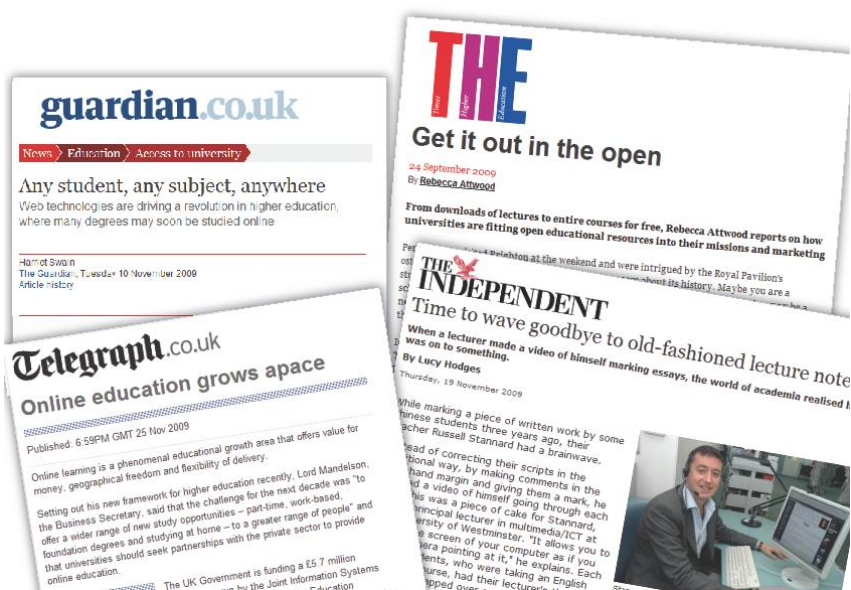 guardian.co.uk
News > Education > Access to university
Any student, any subject, anywhere
Web technologies are driving a revolution in higher education,
where many degrees may soon be studied online
Harriet Swain
The Guardian, Tuesday 10 November 2009
Article history
THE
Times Higher Education
Get it out in the open
24 September 2009
By Rebecca Attwood
From downloads of lectures to entire courses for free, Rebecca Attwood reports on how
universities are fitting open educational resources into their missions and marketing
Brighton at the weekend and were intrigued by the Royal Pavilion's
about its history. Maybe you are a
Telegraph.co.uk
Online education grows apace
Published: 6:59PM GMT 25 Nov 2009
Online learning is a phenomenal educational growth area that offers value for
money, geographical freedom and flexibility of delivery.
Setting out his new framework for higher education recently, Lord Mandelson,
the Business Secretary, said that the challenge for the next decade was "to
offer a wider range of new study opportunities – part-time, work-based,
foundation degrees and studying at home – to a greater range of people" and
that universities should seek partnerships with the private sector to provide
online education.
The UK Government is funding a £5.7 million
by the Joint Information Systems
Education
THE INDEPENDENT
Time to wave goodbye to old-fashioned lecture note
When a lecturer made a video of himself marking essays, the world of academia realised h
was on to something.
By Lucy Hodges
Thursday, 19 November 2009
While marking a piece of written work by some
students three years ago, their
Russell Stannard had a brainwave.
of correcting their scripts in the
way, by making comments in the
hand margin and giving them a mark, he
a video of himself going through each
was a piece of cake for Stannard,
principal lecturer in multimedia/ICT at
of Westminster. "It allows you to
screen of your computer as if you
pointing at it," he explains. Each
who were taking an English
had their lecturer's
over